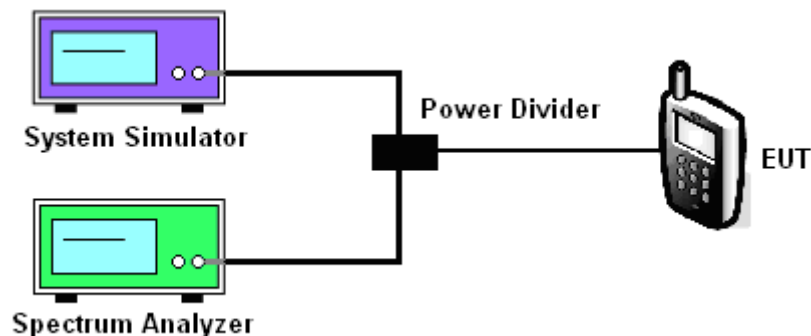 System Simulator
Power Divider
EUT
Spectrum Analyzer